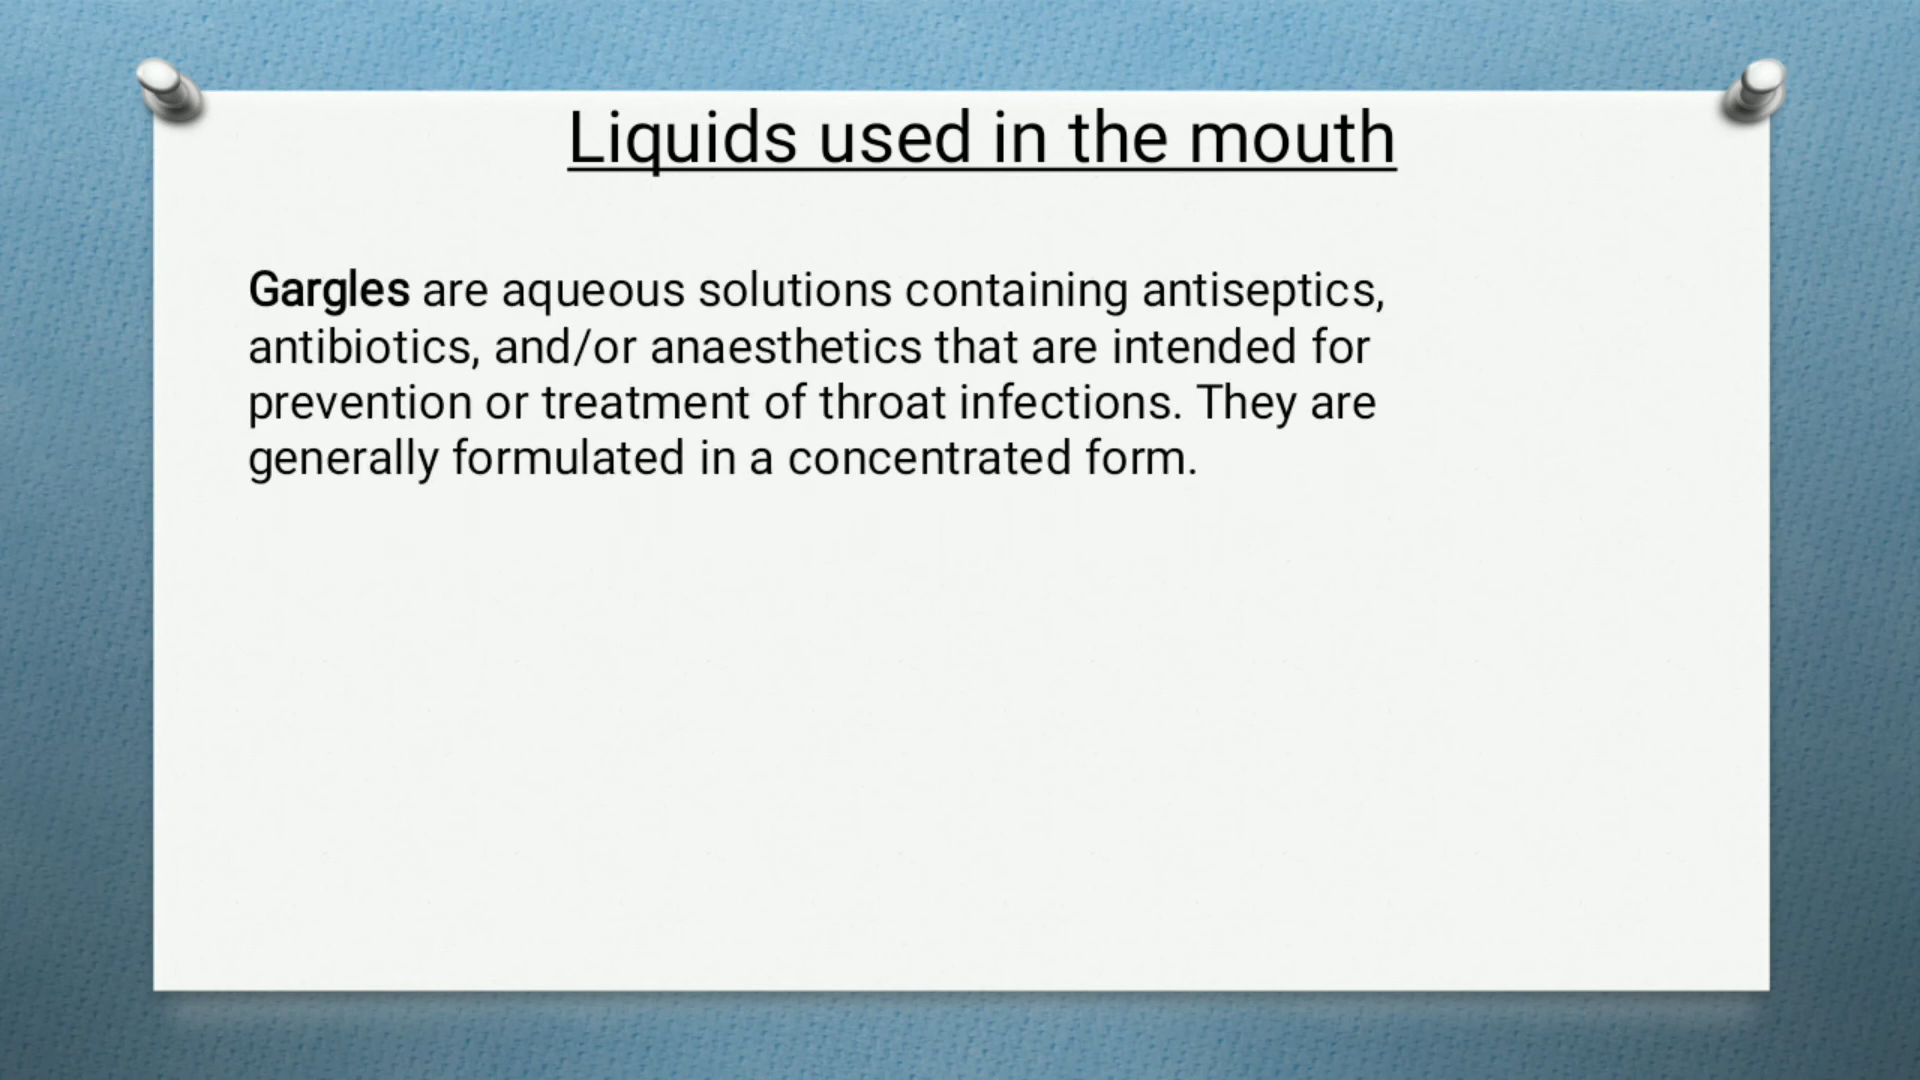 Liquids used in the mouth
Gargles are aqueous solutions containing antiseptics,
antibiotics, and/or anaesthetics that are intended for
prevention or treatment of throat infections. They are
generally formulated in a concentrated form.